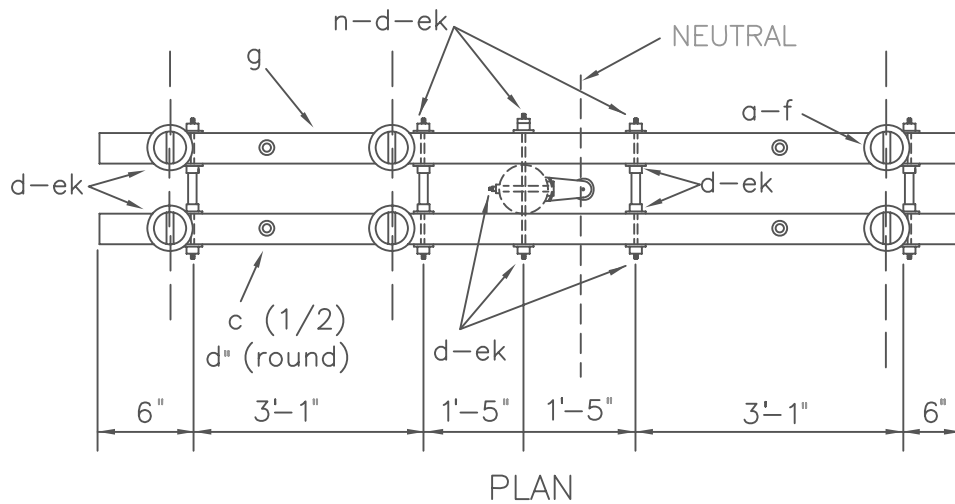 n-d-ek
NEUTRAL
g
a-f
d-ek
d-ek
c (1/2)
d" (round)
d-ek
6"
3'-1"
1'-5"
1'-5"
3'-1"
6"
PLAN